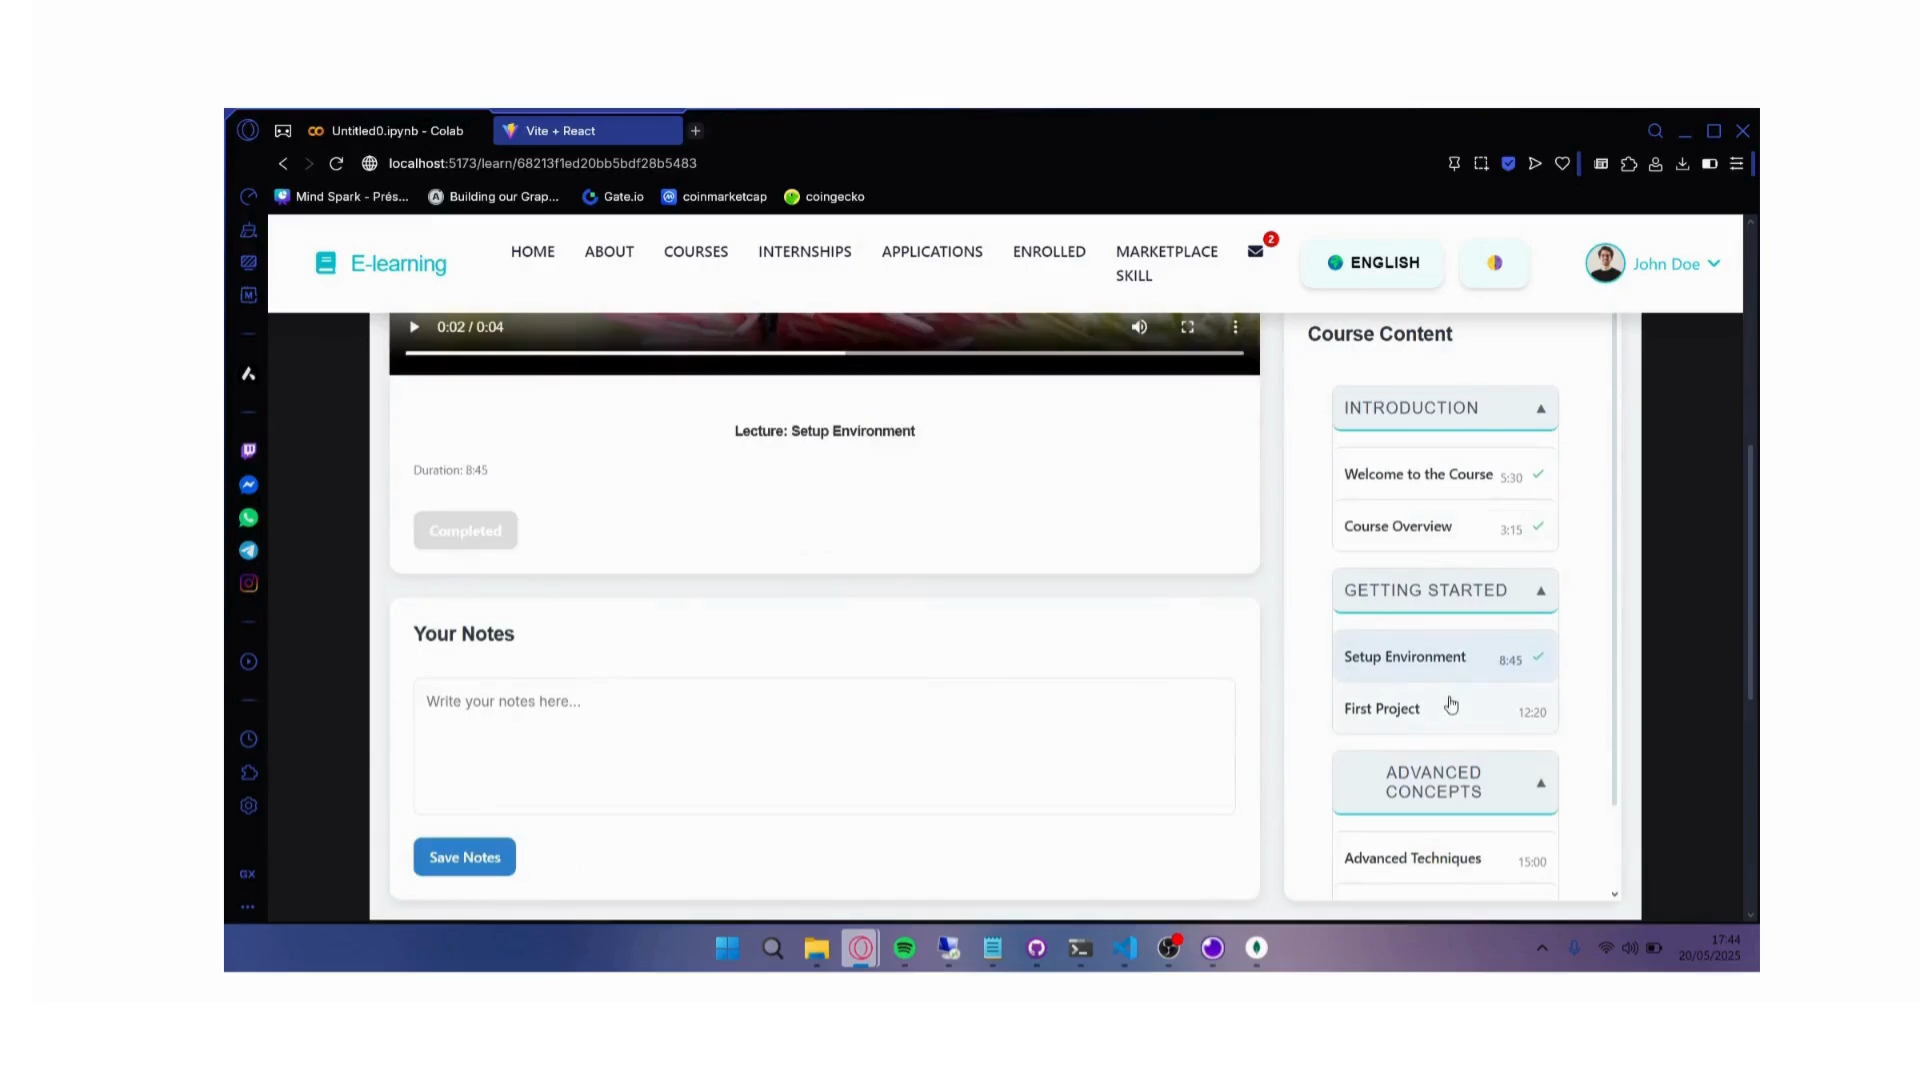 Untitled0.ipynb - Colab
Vite + React
localhost:5173/learn/68213f1ed20bb5bdf28b5483
Mind Spark - Prés...
Building our Grap...
Gate.io
coinmarketcap
coingecko
E-learning
HOME
ABOUT
COURSES
INTERNSHIPS
APPLICATIONS
ENROLLED
MARKETPLACE
SKILL
2
ENGLISH
John Doe
0:02 / 0:04
Lecture: Setup Environment
Duration: 8:45
Completed
Your Notes
Write your notes here...
Save Notes
Course Content
INTRODUCTION
Welcome to the Course 5:30
Course Overview 3:15
GETTING STARTED
Setup Environment 8:45
First Project 12:20
ADVANCED
CONCEPTS
Advanced Techniques 15:00
GX
17:44
20/05/2025